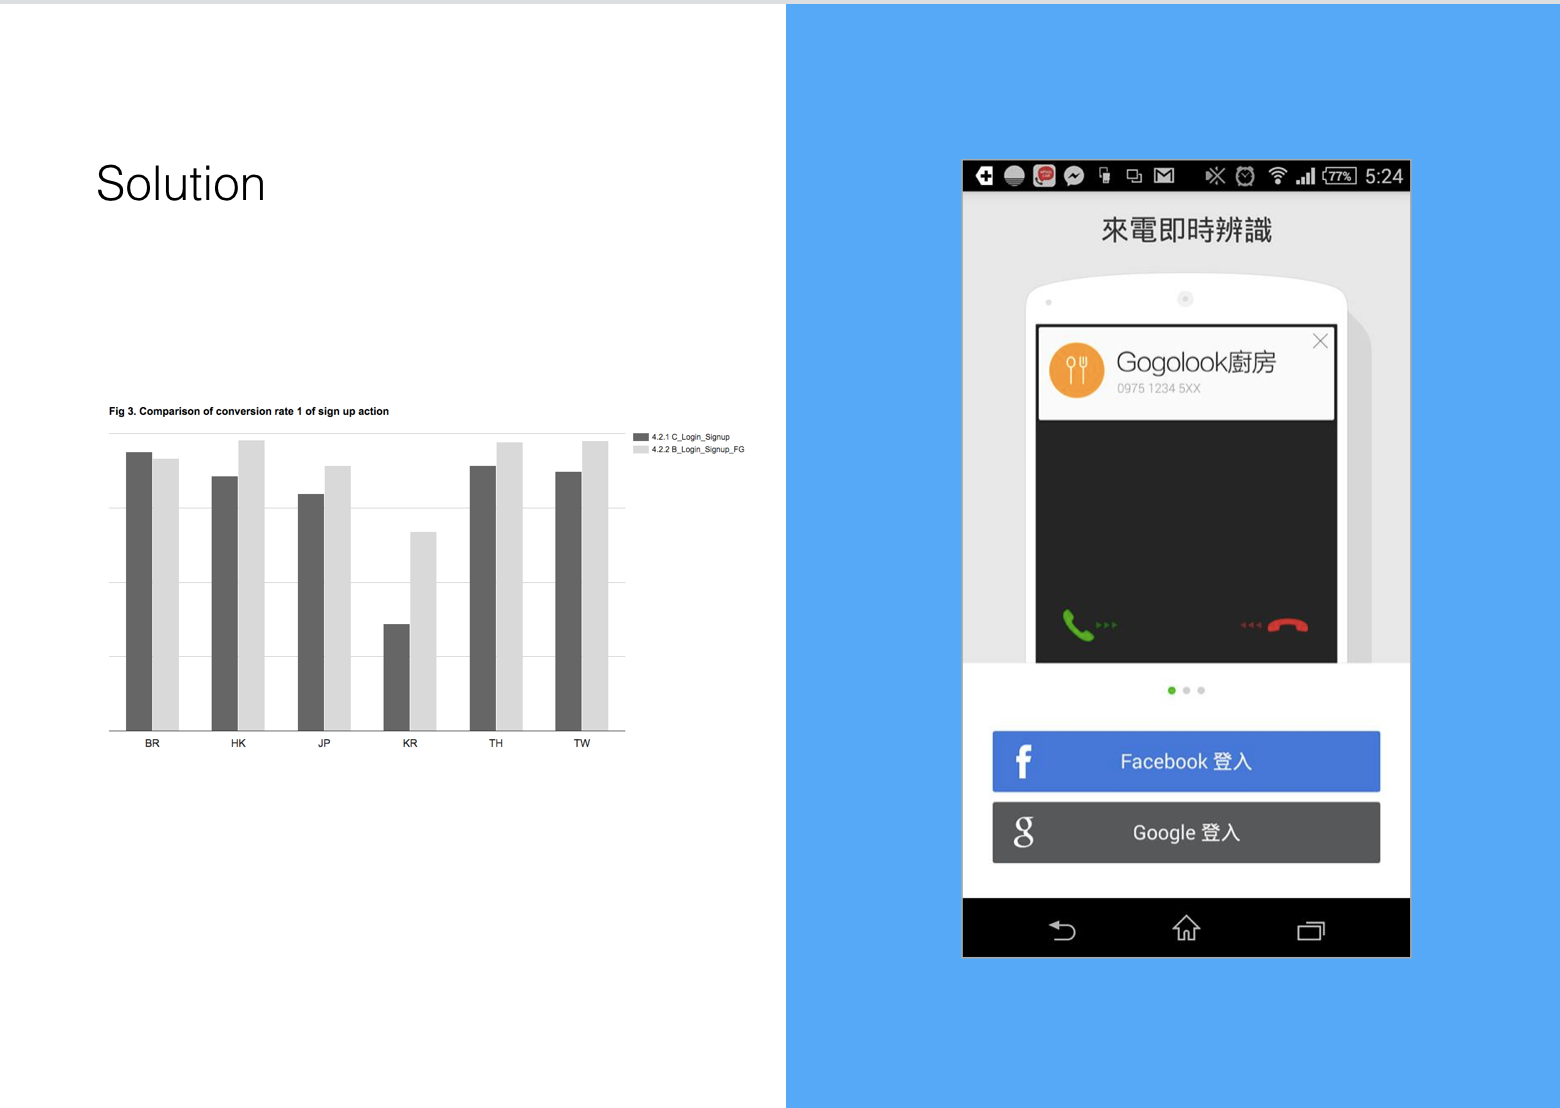 Solution
Fig 3. Comparison of conversion rate 1 of sign up action
4.2.1 C_Login_Signup
4.2.2 B_Login_Signup_FG
BR HK JP KR TH TW
77% 5:24
來電即時辨識
Gogolook廚房
0975 1234 5XX
f Facebook 登入
g Google 登入